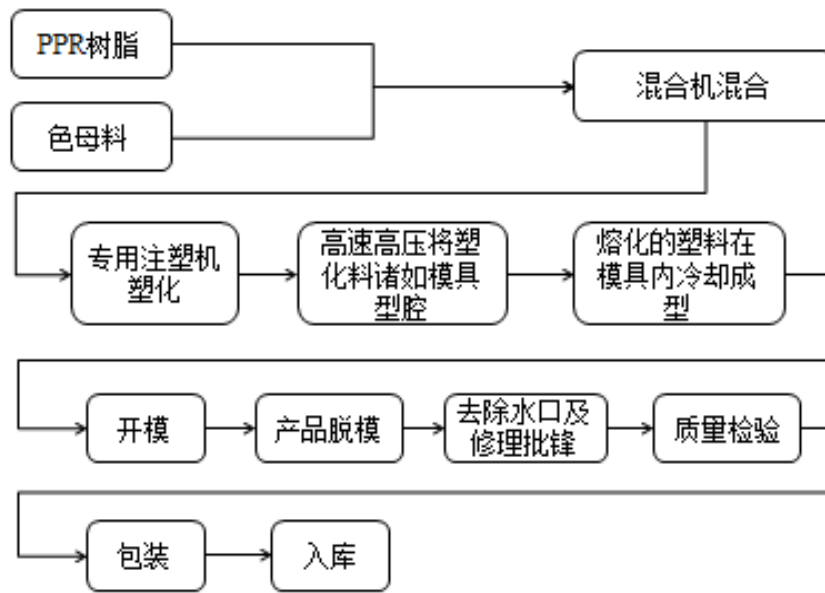 PPR树脂
色母料
混合机混合
专用注塑机
塑化
高速高压将塑
化料诸如模具
型腔
熔化的塑料在
模具内冷却成
型
开模
产品脱模
去除水口及
修理批锋
质量检验
包装
入库